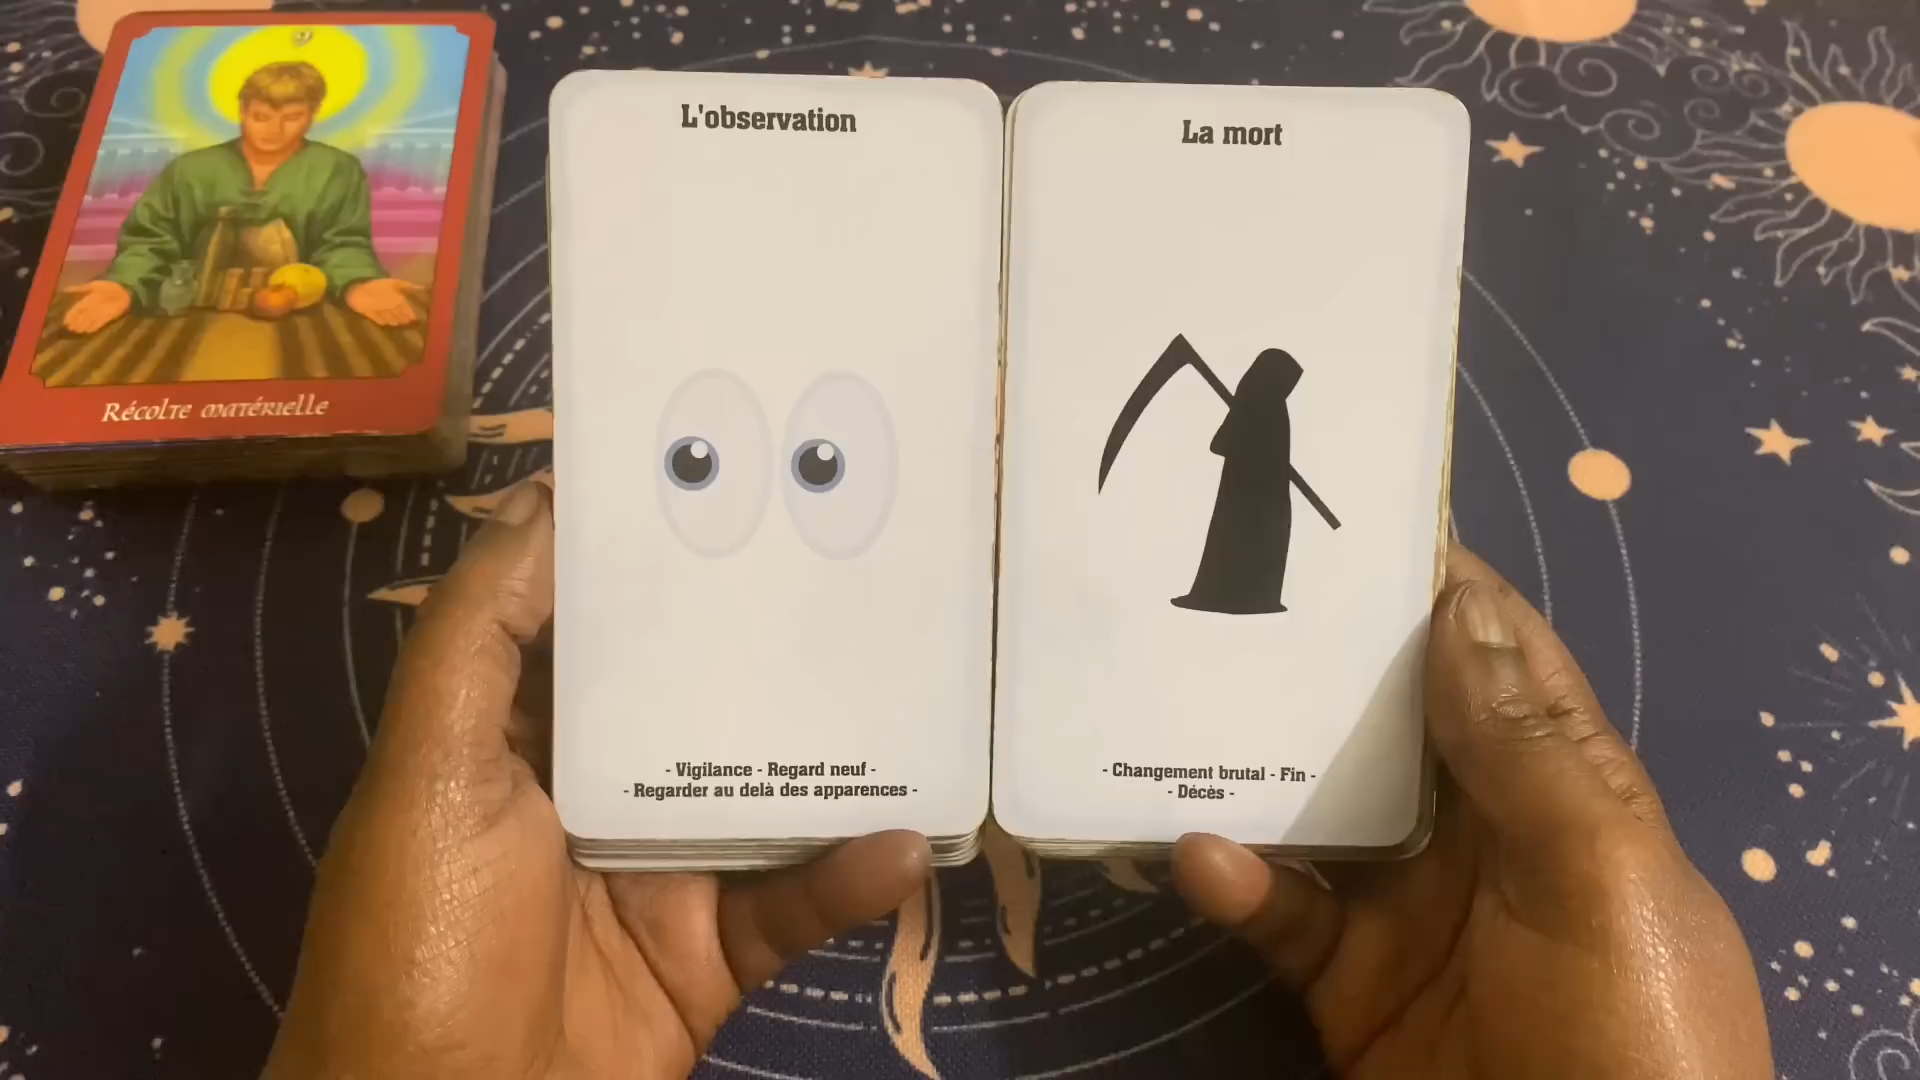 Récolte matérielle
L'observation
- Vigilance - Regard neuf -
- Regarder au delà des apparences -
La mort
- Changement brutal - Fin -
- Décès -